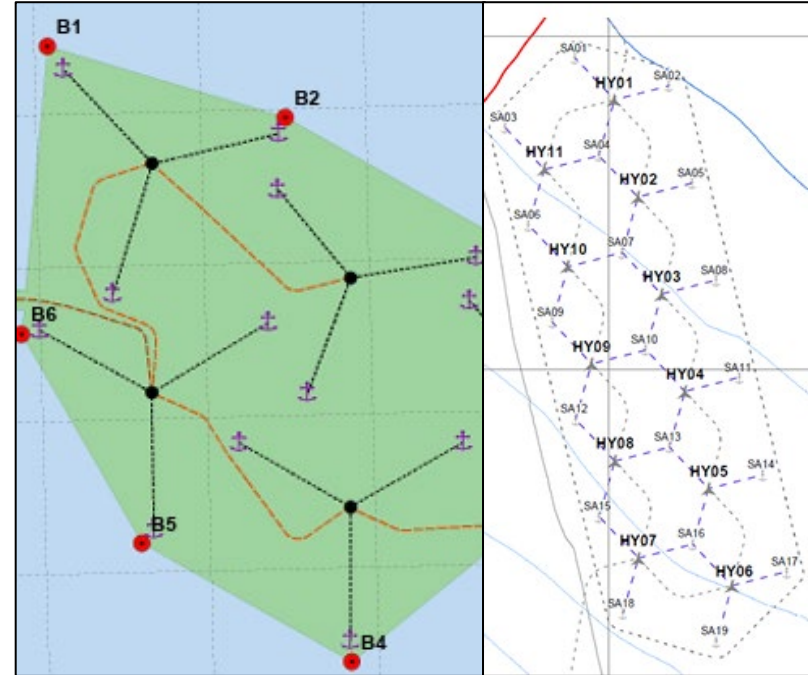 B1
B2
B6
B5
B4
SA01
HY01
SA02
SA03
SA04
HY11
HY02
SA05
SA06
SA07
HY10
HY03
SA08
SA09
SA10
HY09
HY04
SA11
SA12
SA13
HY08
HY05
SA14
SA15
SA16
HY07
HY06
SA17
SA18
SA19